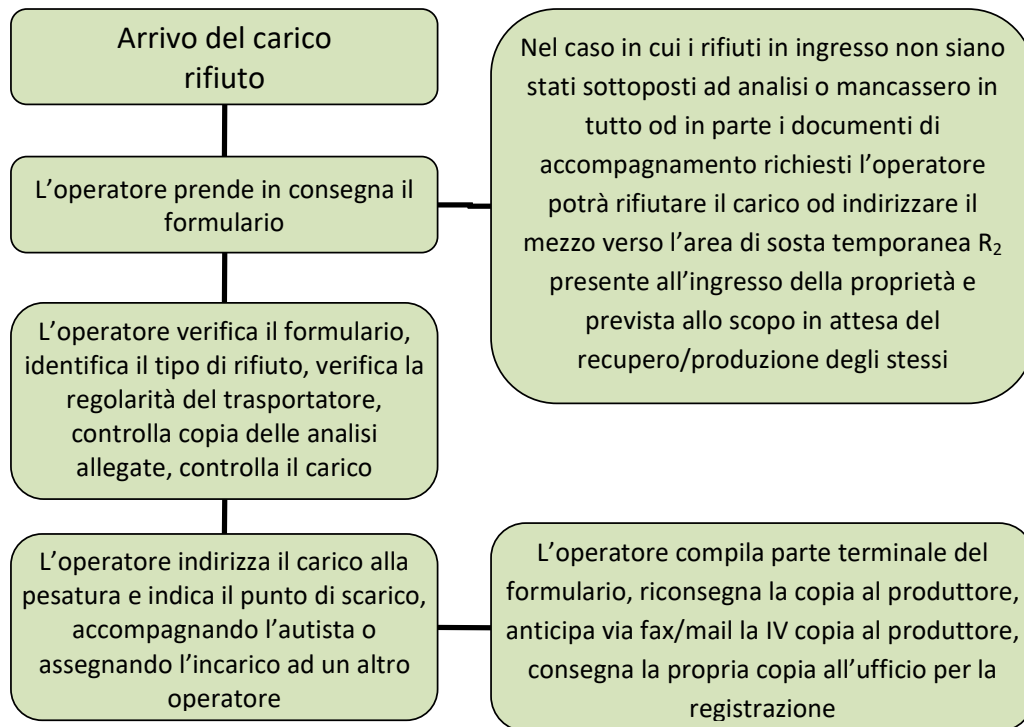 Arrivo del carico
rifiuto
Nel caso in cui i rifiuti in ingresso non siano
stati sottoposti ad analisi o mancassero in
tutto od in parte i documenti di
accompagnamento richiesti l’operatore
potrà rifiutare il carico od indirizzare il
mezzo verso l’area di sosta temporanea R₂
presente all’ingresso della proprietà e
prevista allo scopo in attesa del
recupero/produzione degli stessi
L’operatore prende in consegna il
formulario
L’operatore verifica il formulario,
identifica il tipo di rifiuto, verifica la
regolarità del trasportatore,
controlla copia delle analisi
allegate, controlla il carico
L’operatore indirizza il carico alla
pesatura e indica il punto di scarico,
accompagnando l’autista o
assegnando l’incarico ad un altro
operatore
L’operatore compila parte terminale del
formulario, riconsegna la copia al produttore,
anticipa via fax/mail la IV copia al produttore,
consegna la propria copia all’ufficio per la
registrazione